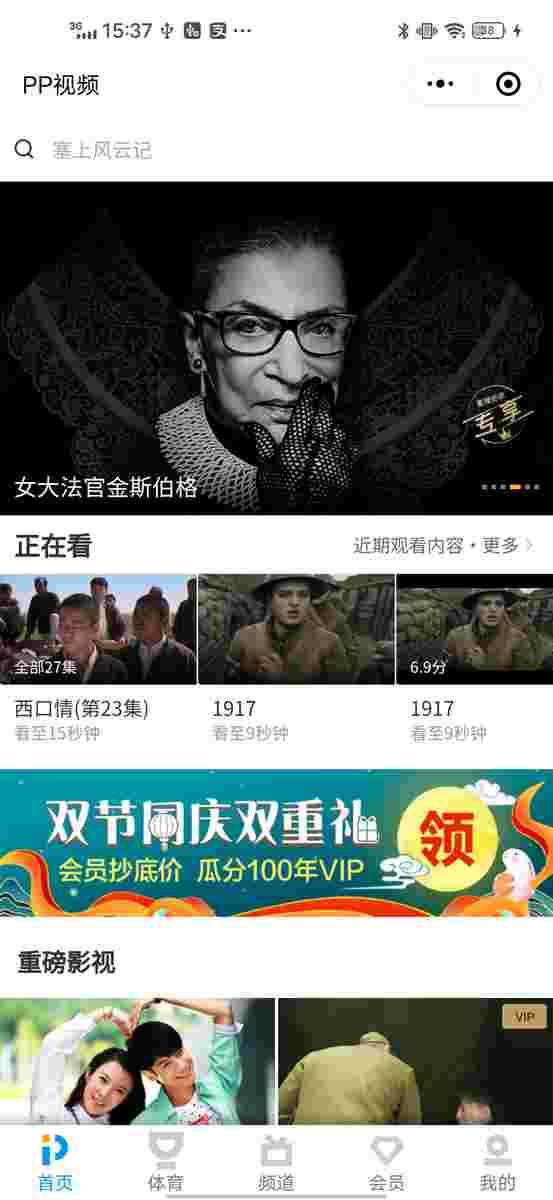 3G 15:37
PP视频
塞上风云记
专享
女大法官金斯伯格
正在看
近期观看内容·更多
全部27集
6.9分
西口情(第23集)
1917
1917
看至15秒钟
看至9秒钟
看至9秒钟
双节同庆双重礼
领
会员抄底价 瓜分100年VIP
重磅影视
VIP
首页
体育
频道
会员
我的